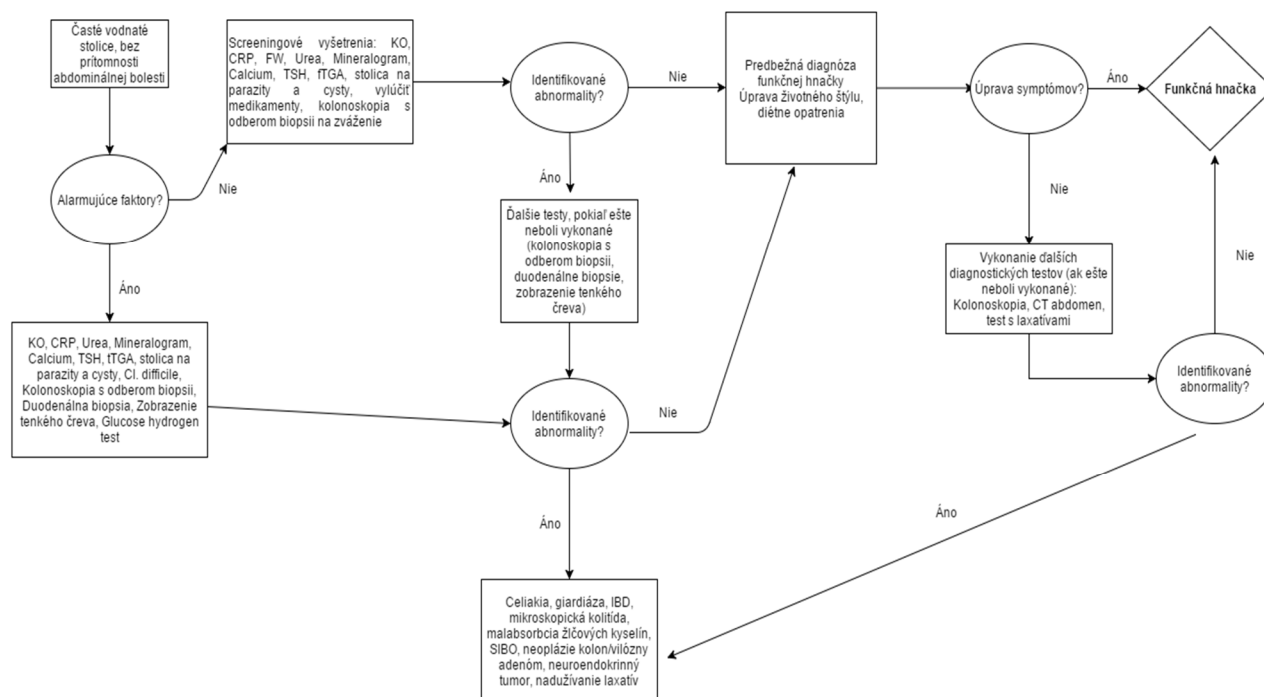 Časté vodnaté
stolice, bez
prítomnosti
abdominálnej bolesti
Alarmujúce faktory?
Nie
Áno
Screeningové vyšetrenia: KO,
CRP, FW, Urea, Mineralogram,
Calcium, TSH, fTGA, stolica na
parazity a cysty, vylúčiť
medikamenty, kolonoskopia s
odberom biopsii na zváženie
KO, CRP, Urea, Mineralogram,
Calcium, TSH, tTGA, stolica na
parazity a cysty, Cl. difficile,
Kolonoskopia s odberom biopsii,
Duodenálna biopsia, Zobrazenie
tenkého čreva, Glucose hydrogen
test
Identifikované
abnormality?
Nie
Áno
Ďalšie testy, pokiaľ ešte
neboli vykonané
(kolonoskopia s
odberom biopsii,
duodenálne biopsie,
zobrazenie tenkého
čreva)
Identifikované
abnormality?
Nie
Áno
Celiakia, giardiáza, IBD,
mikroskopická kolitída,
malabsorbcia žlčových kyselín,
SIBO, neoplázie kolon/vilózny
adenóm, neuroendokrinný
tumor, nadužívanie laxatív
Predbežná diagnóza
funkčnej hnačky
Úprava životného štýlu,
diétne opatrenia
Úprava symptómov?
Áno
Funkčná hnačka
Nie
Vykonanie ďalších
diagnostických testov (ak ešte
neboli vykonané):
Kolonoskopia, CT abdomen,
test s laxatívami
Identifikované
abnormality?
Nie
Áno